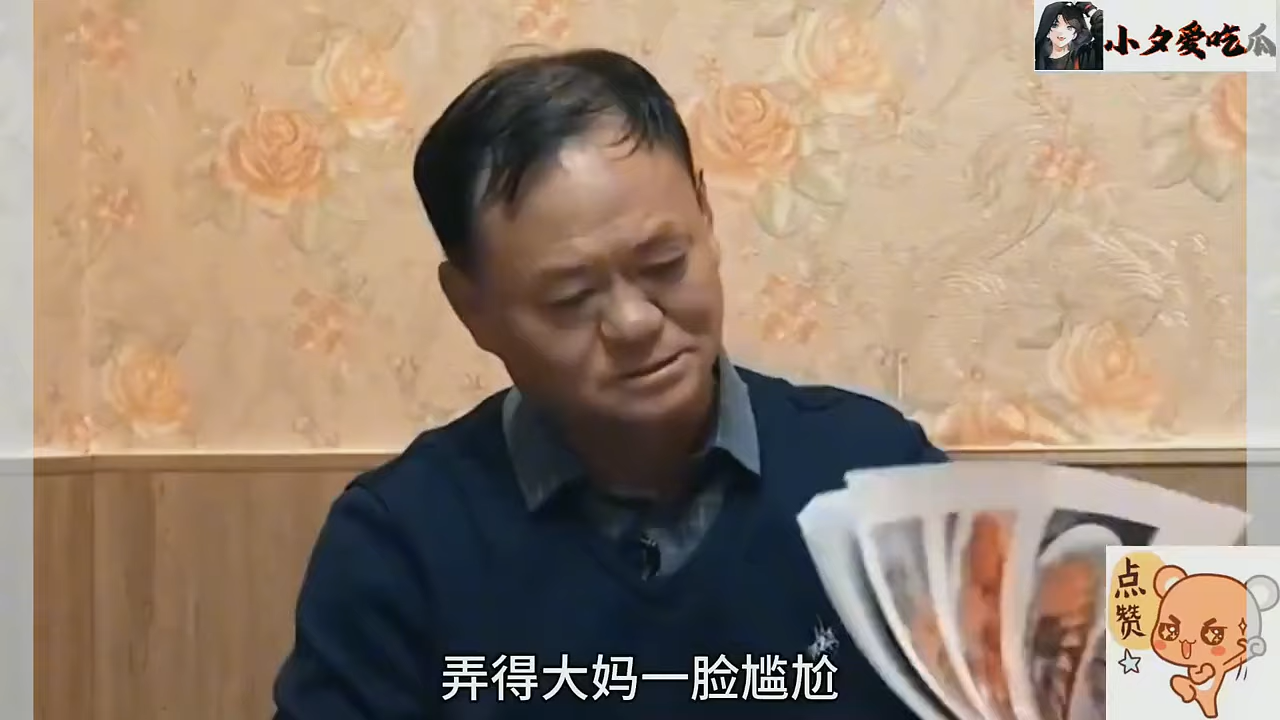 小夕爱吃瓜
点赞
弄得大妈一脸尴尬